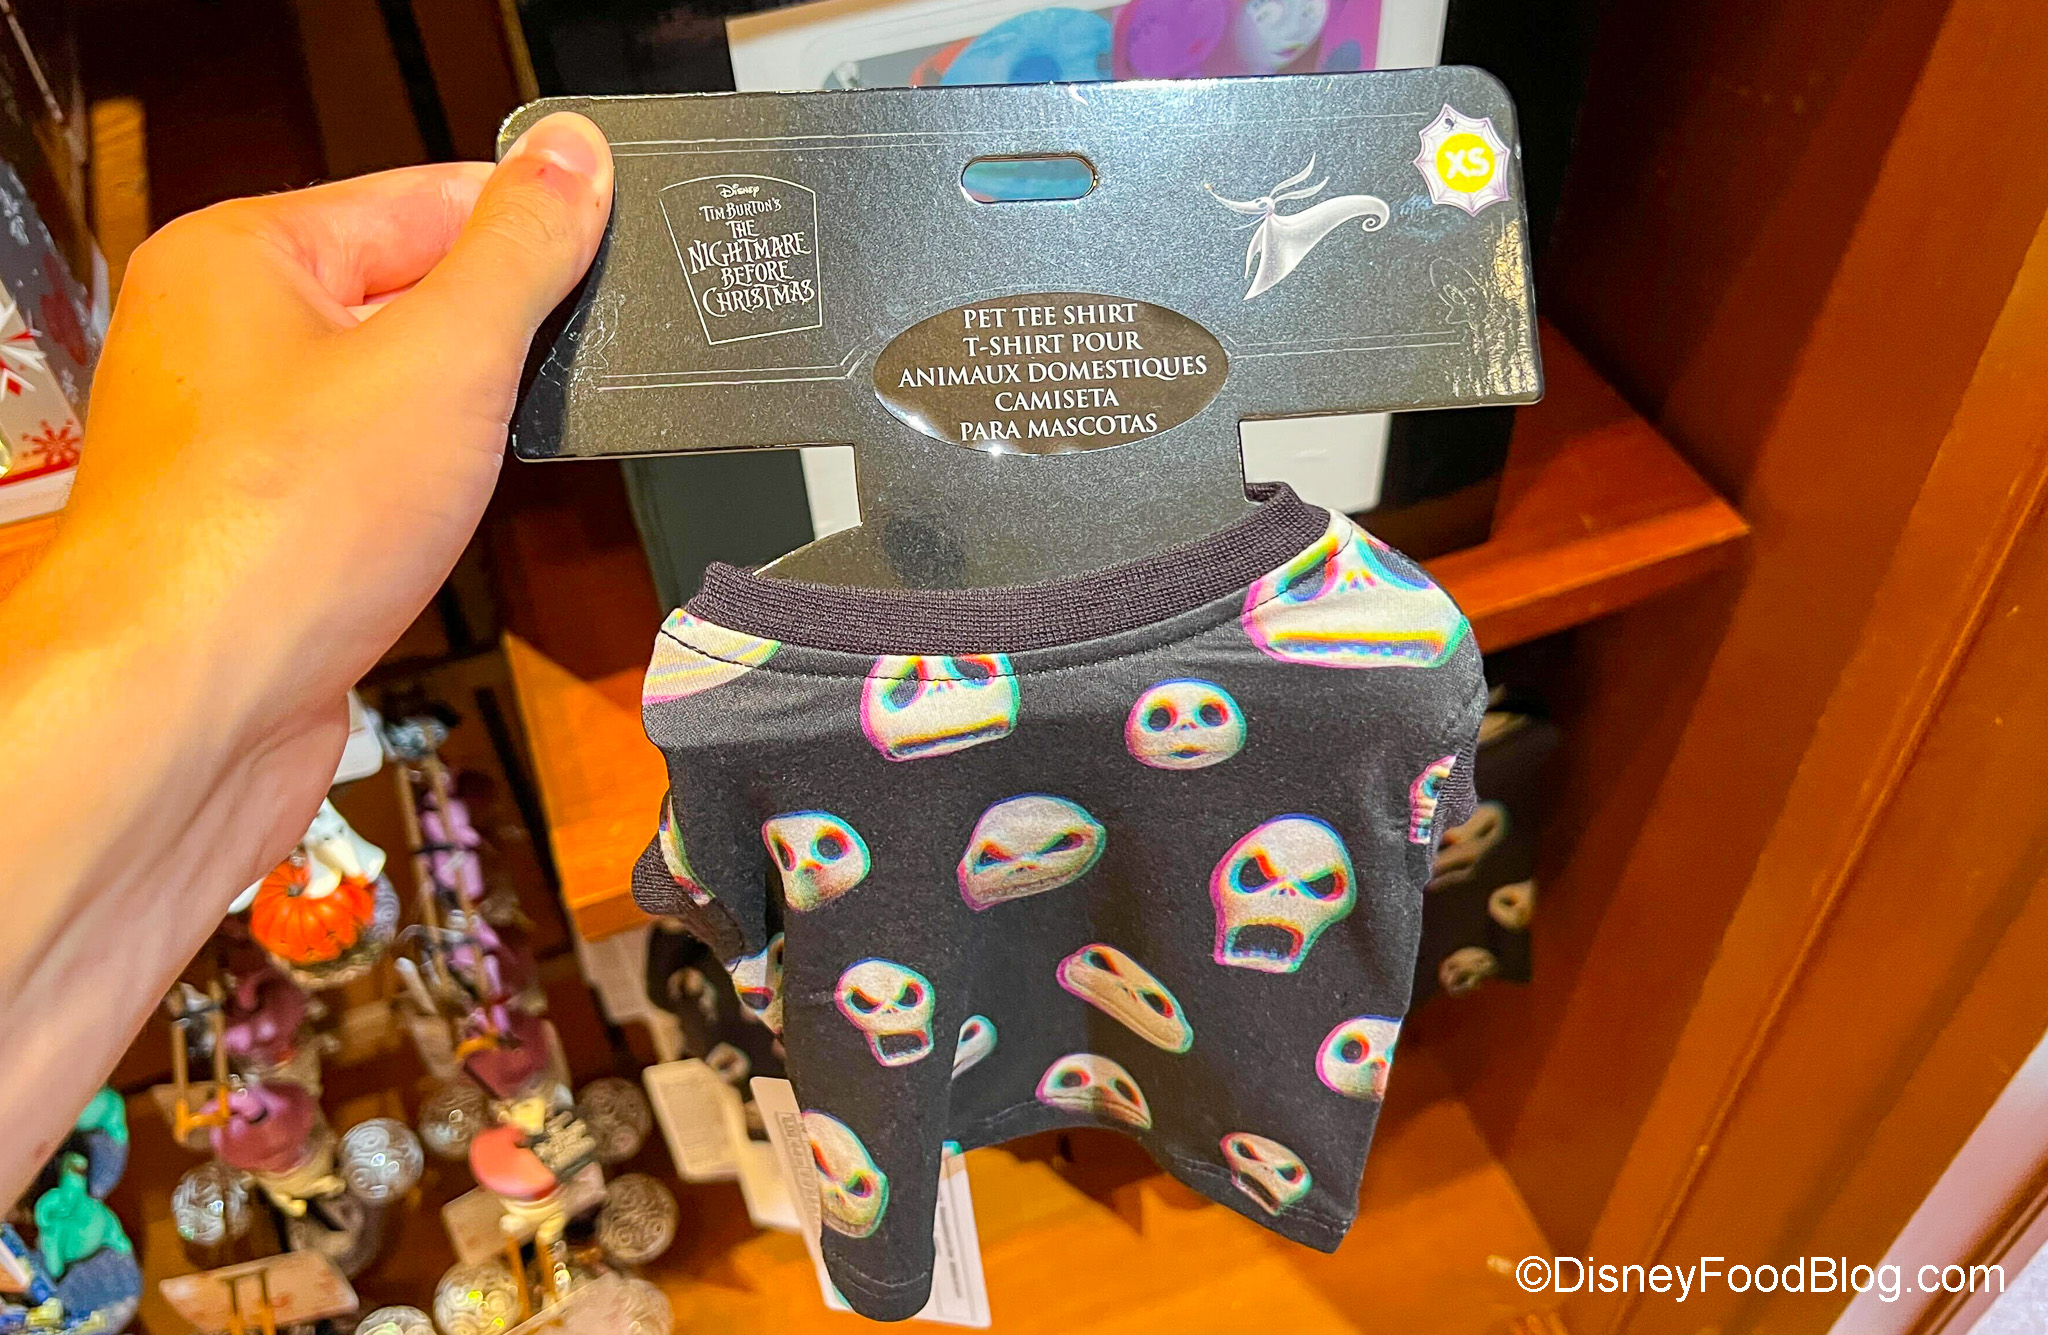 Disney
TIM BURTON'S
THE
NIGHTMARE
BEFORE
CHRISTMAS
XS
PET TEE SHIRT
T-SHIRT POUR
ANIMAUX DOMESTIQUES
CAMISETA
PARA MASCOTAS
©DisneyFoodBlog.com